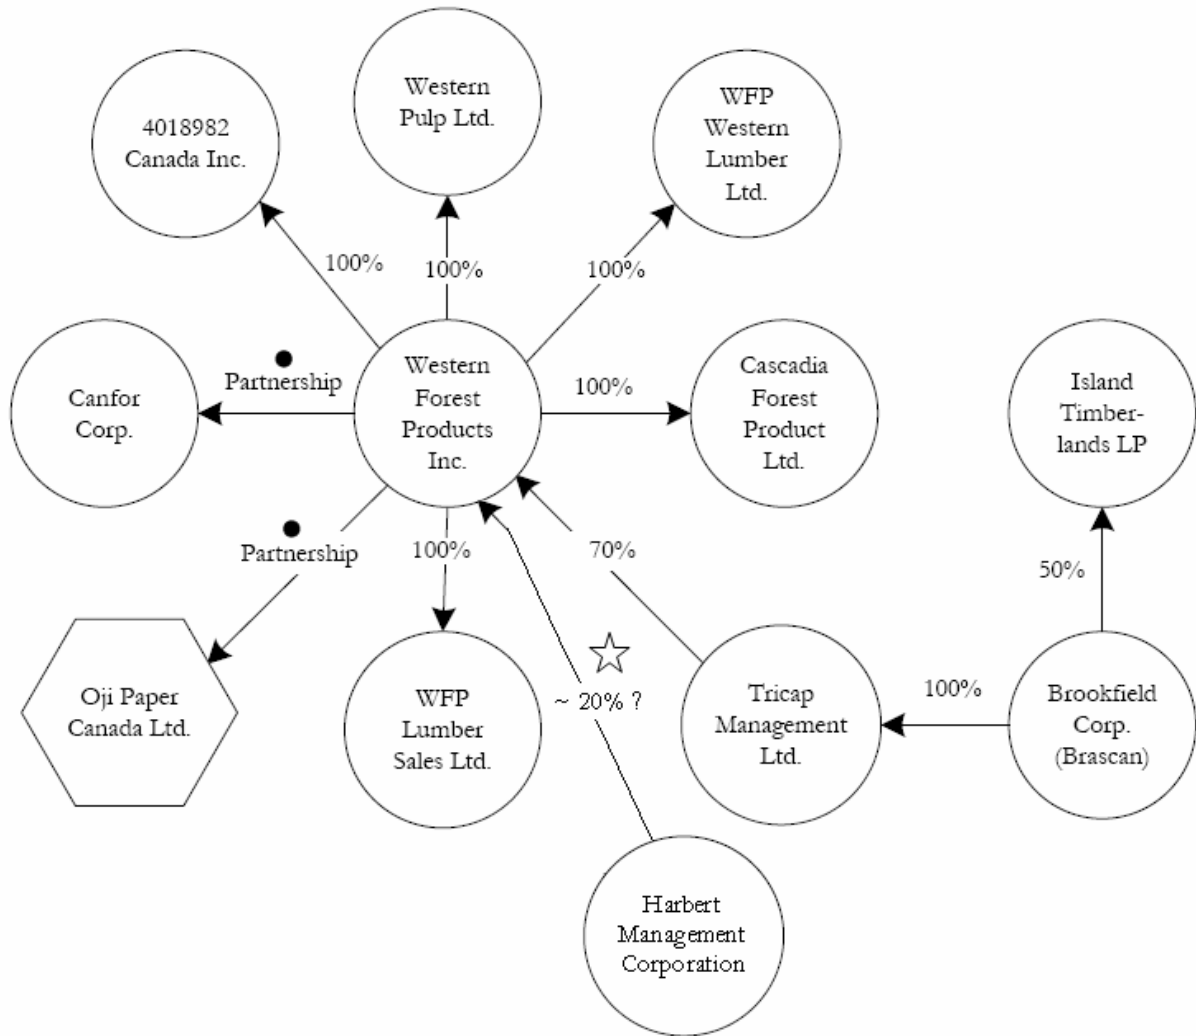 Western
Pulp Ltd.
4018982
Canada Inc.
WFP
Western
Lumber
Ltd.
100%
100%
100%
Canfor
Corp.
Partnership
Western
Forest
Products
Inc.
100%
Cascadia
Forest
Product
Ltd.
Island
Timber-
lands LP
Partnership
100%
70%
50%
Oji Paper
Canada Ltd.
WFP
Lumber
Sales Ltd.
~ 20% ?
Tricap
Management
Ltd.
100%
Brookfield
Corp.
(Brascan)
Harbert
Management
Corporation